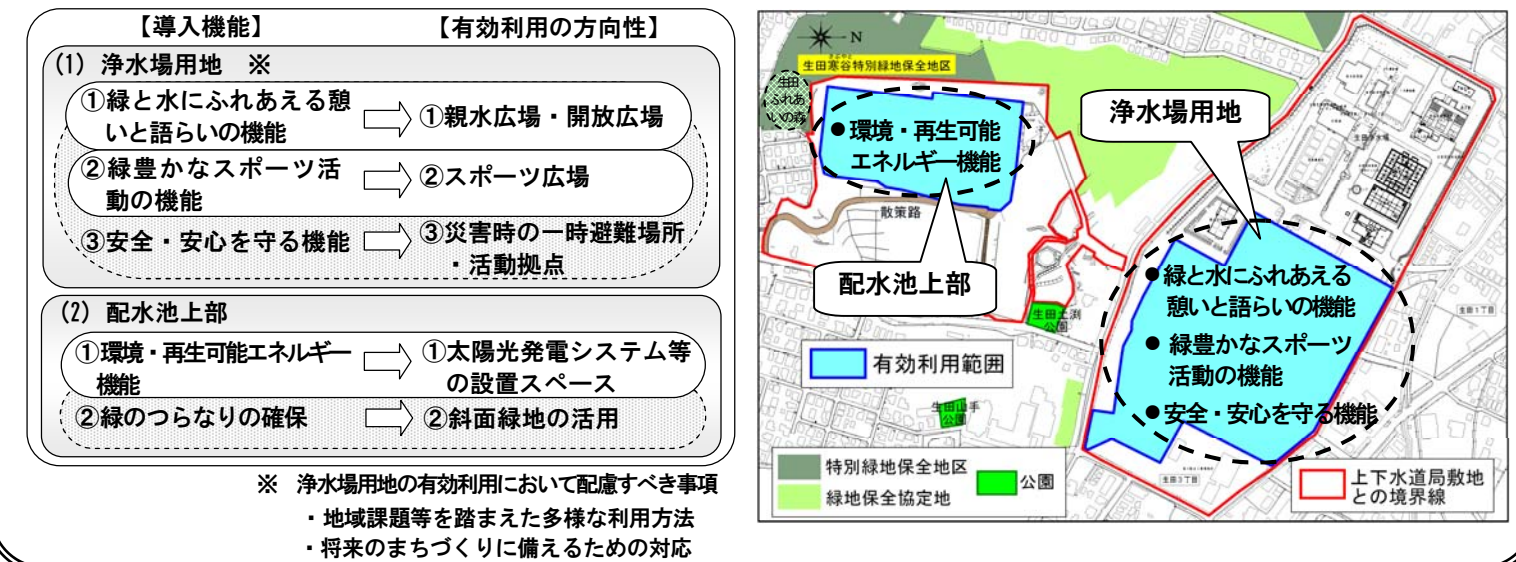 【導入機能】 【有効利用の方向性】
(1) 浄水場用地 ※
①緑と水にふれあえる憩
いと語らいの機能
①親水広場・開放広場
②緑豊かなスポーツ活
動の機能
②スポーツ広場
③安全・安心を守る機能
③災害時の一時避難場所
・活動拠点
(2) 配水池上部
①環境・再生可能エネルギー
機能
①太陽光発電システム等
の設置スペース
②緑のつらなりの確保
②斜面緑地の活用
※ 浄水場用地の有効利用において配慮すべき事項
・地域課題等を踏まえた多様な利用方法
・将来のまちづくりに備えるための対応
N
生田寒谷特別緑地保全地区
生田
ふれあ
いの森
●環境・再生可能
エネルギー機能
浄水場用地
生田浄水場
散策路
配水池上部
生田土渕
公園
●緑と水にふれあえる
憩いと語らいの機能
●緑豊かなスポーツ
活動の機能
●安全・安心を守る機能
生田1丁目
有効利用範囲
生田山手
公園
特別緑地保全地区
緑地保全協定地
公園
生田3丁目
上下水道局敷地
との境界線